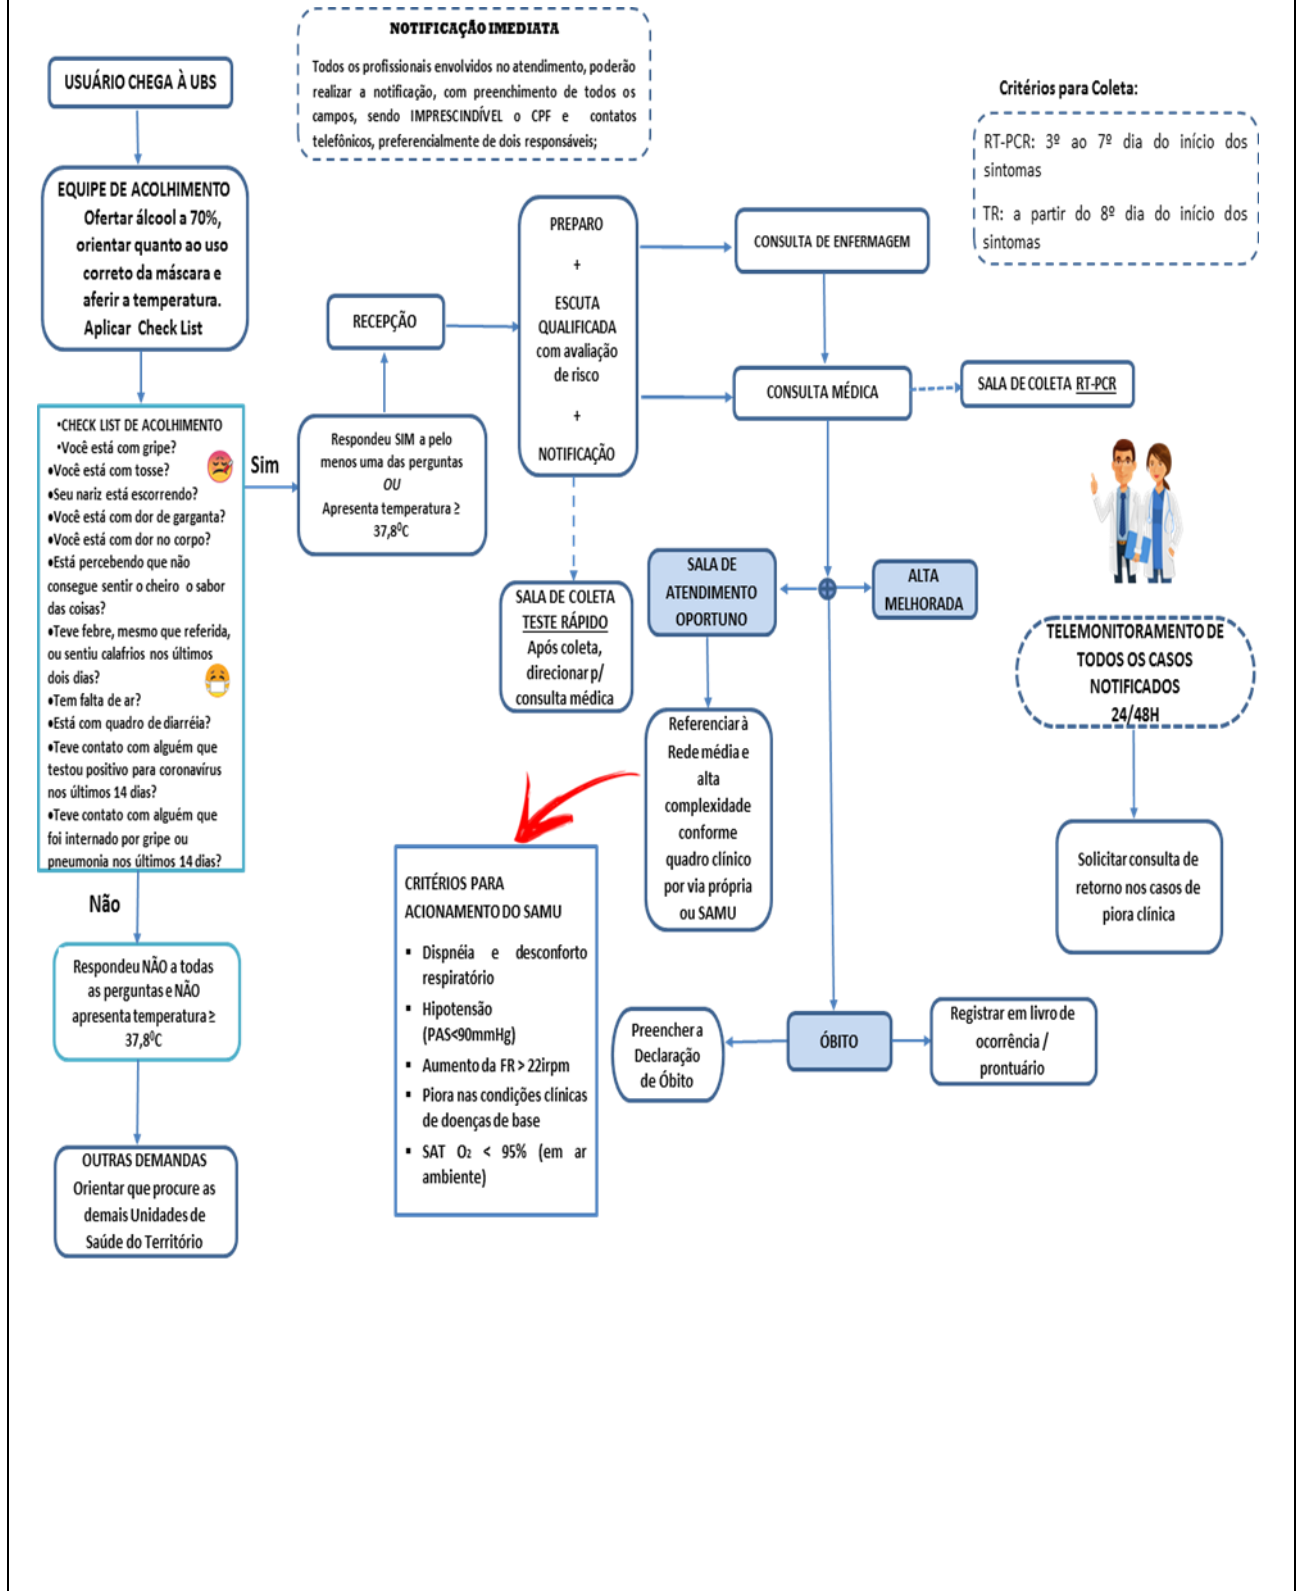 NOTIFICAÇÃO IMEDIATA
Todos os profissionais envolvidos no atendimento, poderão
realizar a notificação, com preenchimento de todos os
campos, sendo IMPRESCINDÍVEL o CPF e contatos
telefônicos, preferencialmente de dois responsáveis;
USUÁRIO CHEGA À UBS
Critérios para Coleta:
RT-PCR: 3º ao 7º dia do início dos
sintomas
TR: a partir do 8º dia do início dos
sintomas
EQUIPE DE ACOLHIMENTO
Ofertar álcool a 70%,
orientar quanto ao uso
correto da máscara e
aferir a temperatura.
Aplicar Check List
•CHECK LIST DE ACOLHIMENTO
•Você está com gripe?
•Você está com tosse?
•Seu nariz está escorrendo?
•Você está com dor de garganta?
•Você está com dor no corpo?
•Está percebendo que não
consegue sentir o cheiro o sabor
das coisas?
•Teve febre, mesmo que referida,
ou sentiu calafrios nos últimos
dois dias?
•Tem falta de ar?
•Está com quadro de diarréia?
•Teve contato com alguém que
testou positivo para coronavírus
nos últimos 14 dias?
•Teve contato com alguém que
foi internado por gripe ou
pneumonia nos últimos 14 dias?
Sim
Respondeu SIM a pelo
menos uma das perguntas
OU
Apresenta temperatura ≥
37,8⁰C
RECEPÇÃO
PREPARO
+
ESCUTA
QUALIFICADA
com avaliação
de risco
+
NOTIFICAÇÃO
CONSULTA DE ENFERMAGEM
CONSULTA MÉDICA
SALA DE COLETA RT-PCR
SALA DE COLETA
TESTE RÁPIDO
Após coleta,
direcionar p/
consulta médica
SALA DE
ATENDIMENTO
OPORTUNO
ALTA
MELHORADA
Referenciar à
Rede média e
alta
complexidade
conforme
quadro clínico
por via própria
ou SAMU
TELEMONITORAMENTO DE
TODOS OS CASOS
NOTIFICADOS
24/48H
Solicitar consulta de
retorno nos casos de
piora clínica
CRITÉRIOS PARA
ACIONAMENTO DO SAMU
▪ Dispnéia e desconforto
respiratório
▪ Hipotensão
(PAS<90mmHg)
▪ Aumento da FR > 22irpm
▪ Piora nas condições clínicas
de doenças de base
▪ SAT O₂ < 95% (em ar
ambiente)
Preencher a
Declaração
de Óbito
ÓBITO
Registrar em livro de
ocorrência /
prontuário
Não
Respondeu NÃO a todas
as perguntas e NÃO
apresenta temperatura ≥
37,8⁰C
OUTRAS DEMANDAS
Orientar que procure as
demais Unidades de
Saúde do Território